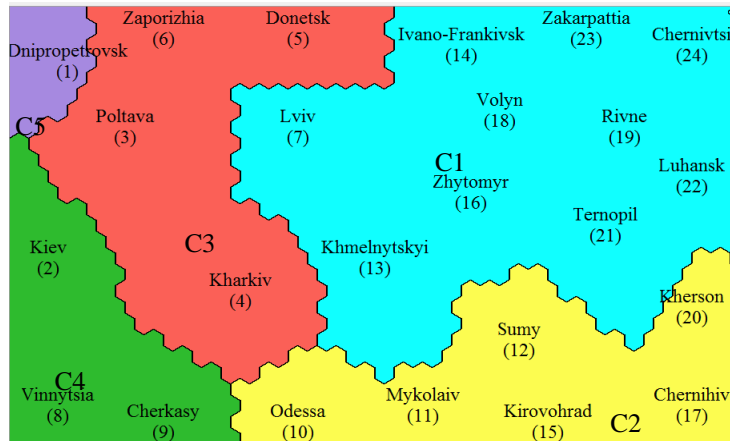 Zaporizhia
(6)
Donetsk
(5)
Ivano-Frankivsk
(14)
Zakarpattia
(23)
Chernivtsi
(24)
Dnipropetrovsk
(1)
Poltava
(3)
C5
Lviv
(7)
Volyn
(18)
Rivne
(19)
C1
Zhytomyr
(16)
Luhansk
(22)
Ternopil
(21)
Kiev
(2)
C3
Kharkiv
(4)
Khmelnytskyi
(13)
Kherson
(20)
Sumy
(12)
C4
Vinnytsia
(8)
Cherkasy
(9)
Odessa
(10)
Mykolaiv
(11)
Kirovohrad
(15)
C2
Chernihiv
(17)